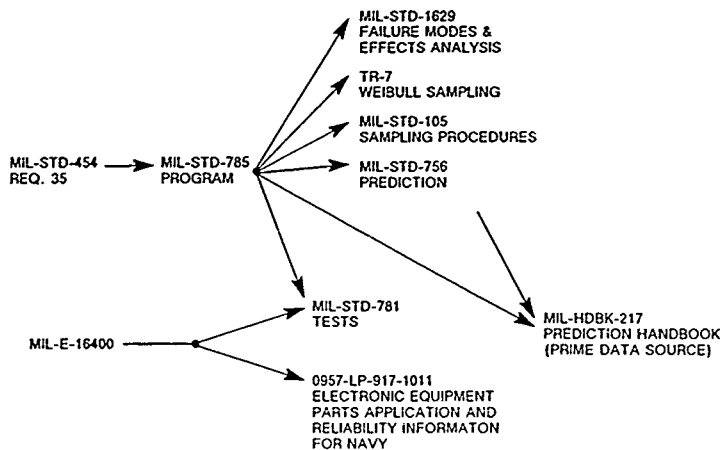 MIL-STD-1629
FAILURE MODES &
EFFECTS ANALYSIS
TR-7
WEIBULL SAMPLING
MIL-STD-105
SAMPLING PROCEDURES
MIL-STD-454
REQ. 35
MIL-STD-785
PROGRAM
MIL-STD-756
PREDICTION
MIL-STD-781
TESTS
MIL-HDBK-217
PREDICTION HANDBOOK
(PRIME DATA SOURCE)
MIL-E-16400
0957-LP-917-1011
ELECTRONIC EQUIPMENT
PARTS APPLICATION AND
RELIABILITY INFORMATON
FOR NAVY